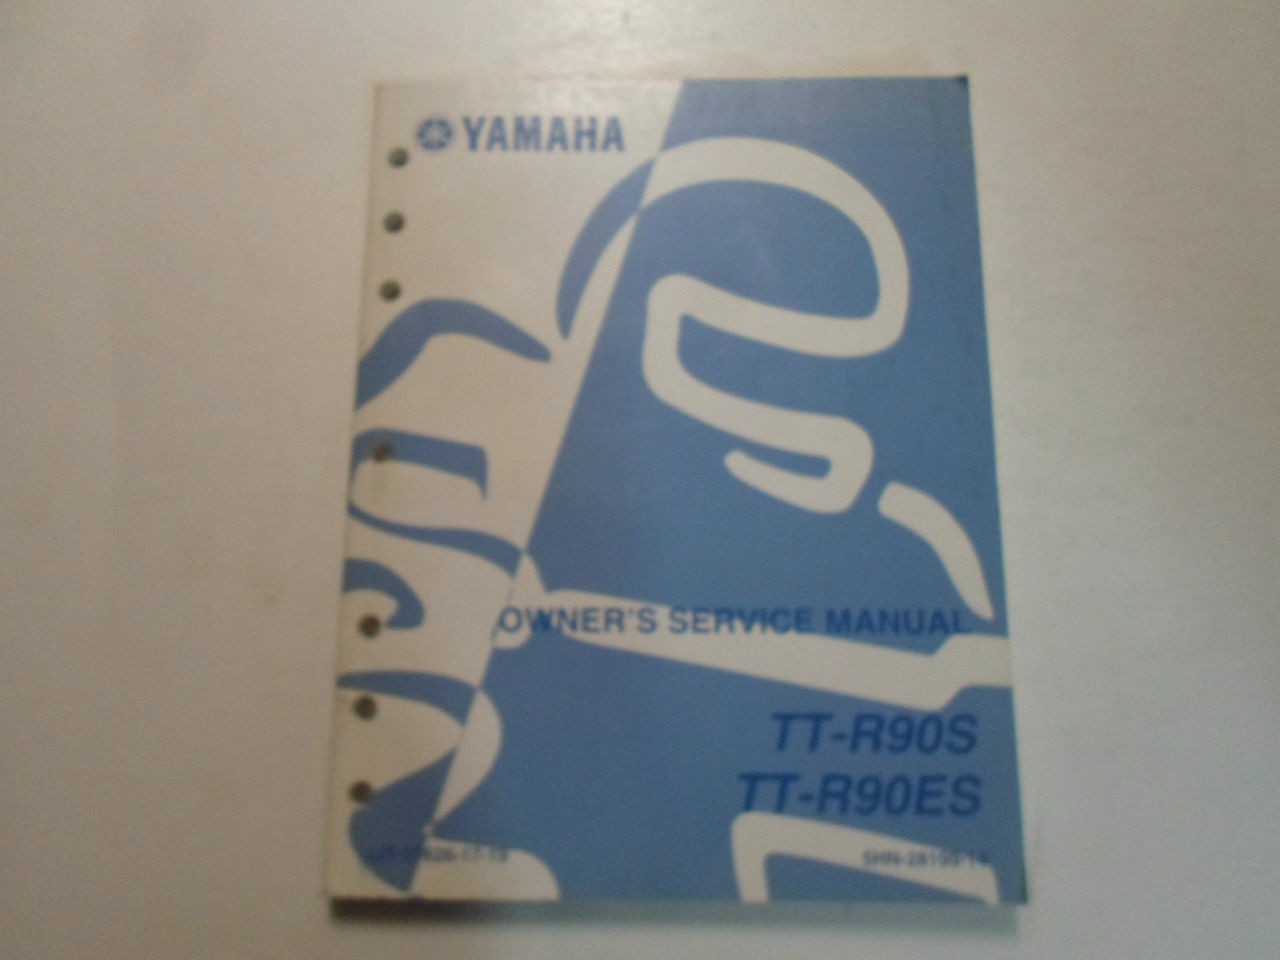 YAMAHA
OWNER'S SERVICE MANUAL
TT-R90S
TT-R90ES